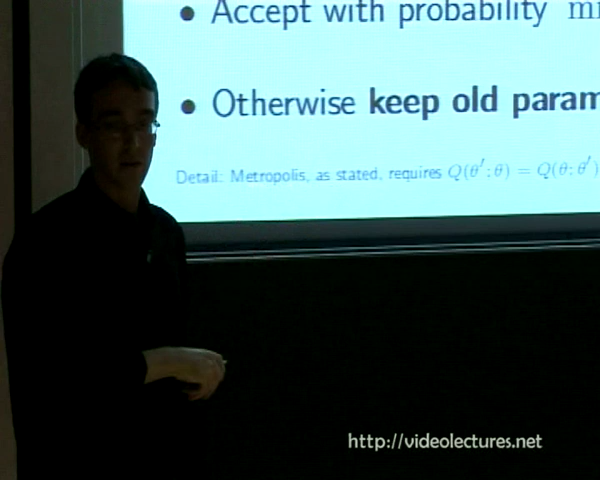 • Accept with probability
• Otherwise keep old param
Detail: Metropolis, as stated, requires Q(θ′;θ) = Q(θ;θ′)
http://videolectures.net